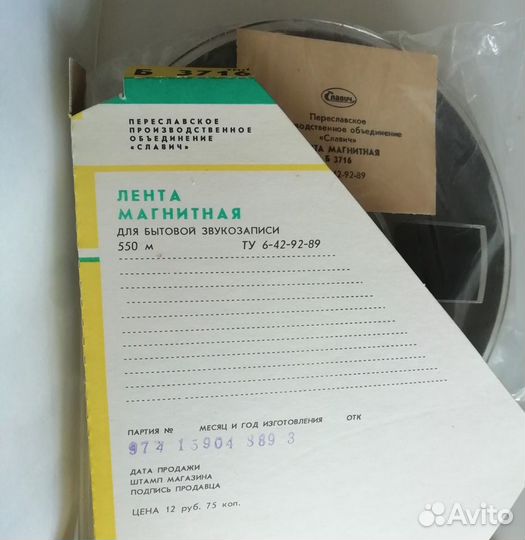 Б 3716
ПЕРЕСЛАВСКОЕ
ПРОИЗВОДСТВЕННОЕ
ОБЪЕДИНЕНИЕ
«СЛАВИЧ»
ЛЕНТА
МАГНИТНАЯ
ДЛЯ БЫТОВОЙ ЗВУКОЗАПИСИ
550 м ТУ 6-42-92-89
ПАРТИЯ № МЕСЯЦ И ГОД ИЗГОТОВЛЕНИЯ ОТК
ДАТА ПРОДАЖИ
ШТАМП МАГАЗИНА
ПОДПИСЬ ПРОДАВЦА
ЦЕНА 12 руб. 75 коп.
Славич
Переславское
одственное объединение
«Славич»
ТА МАГНИТНАЯ
Б 3716
-42-92-89
Avito